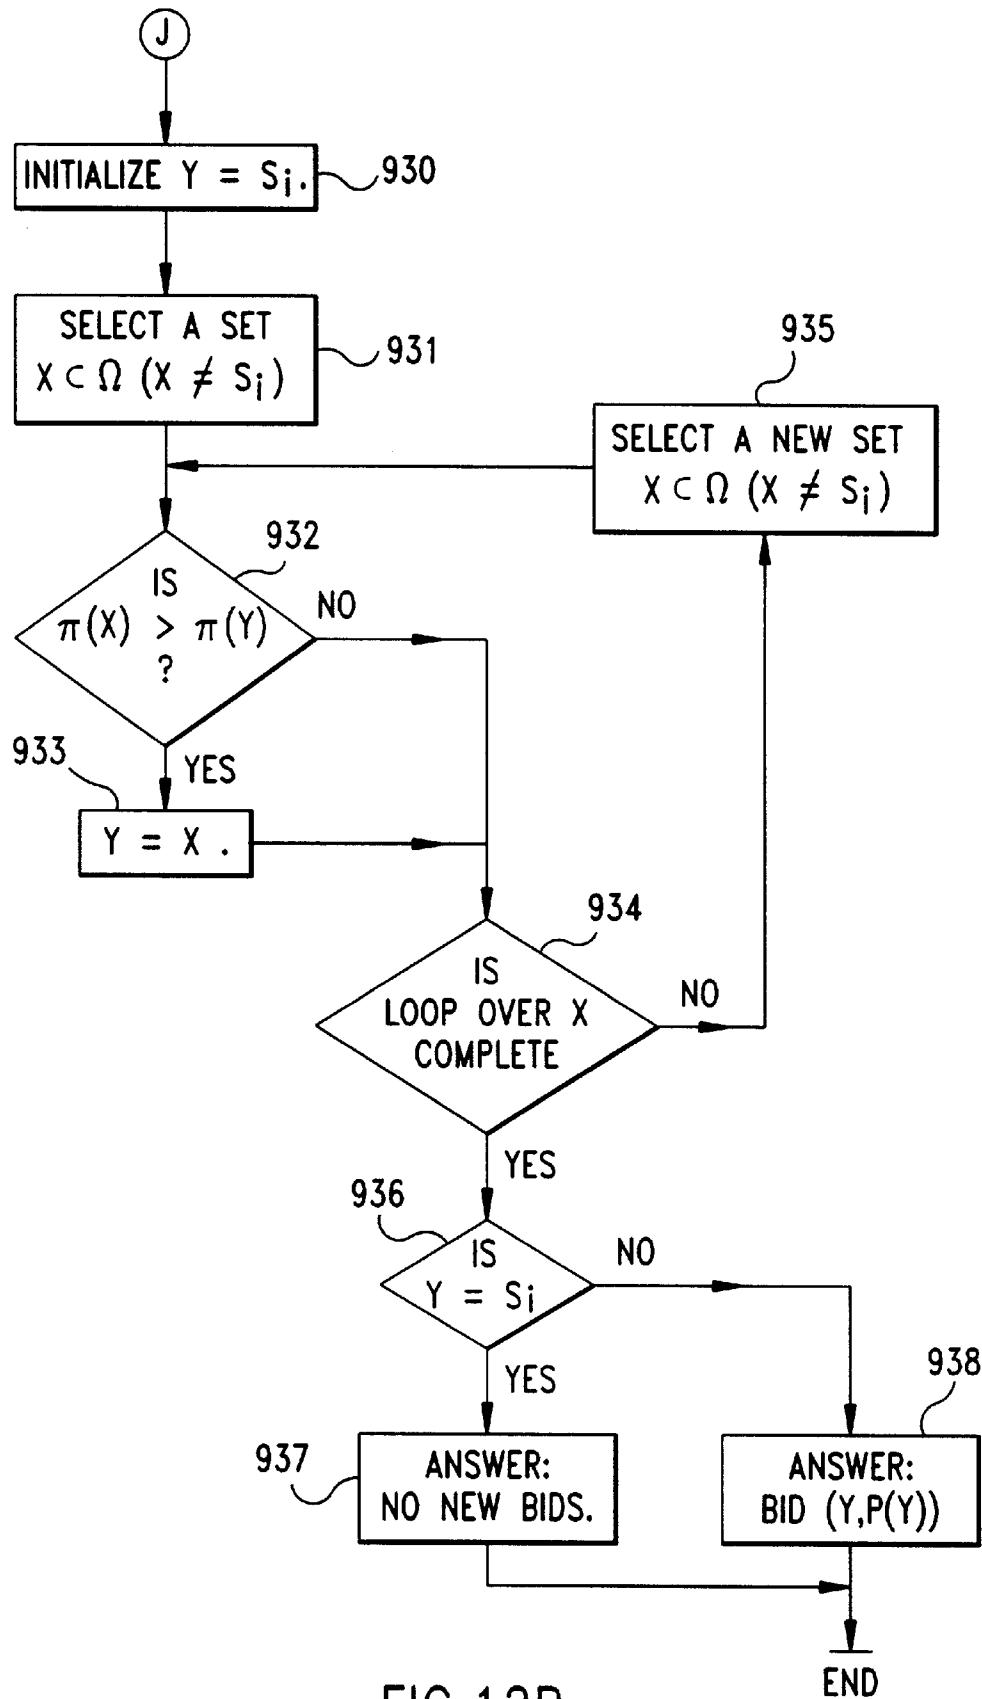 J
INITIALIZE Y = Si.
930
SELECT A SET
X ⊂ Ω (X ≠ Si)
931
935
SELECT A NEW SET
X ⊂ Ω (X ≠ Si)
932
IS
π(X) > π(Y)
?
NO
933
YES
Y = X .
934
IS
LOOP OVER X
COMPLETE
NO
YES
936
IS
Y = Si
NO
YES
938
937
ANSWER:
NO NEW BIDS.
ANSWER:
BID (Y,P(Y))
END